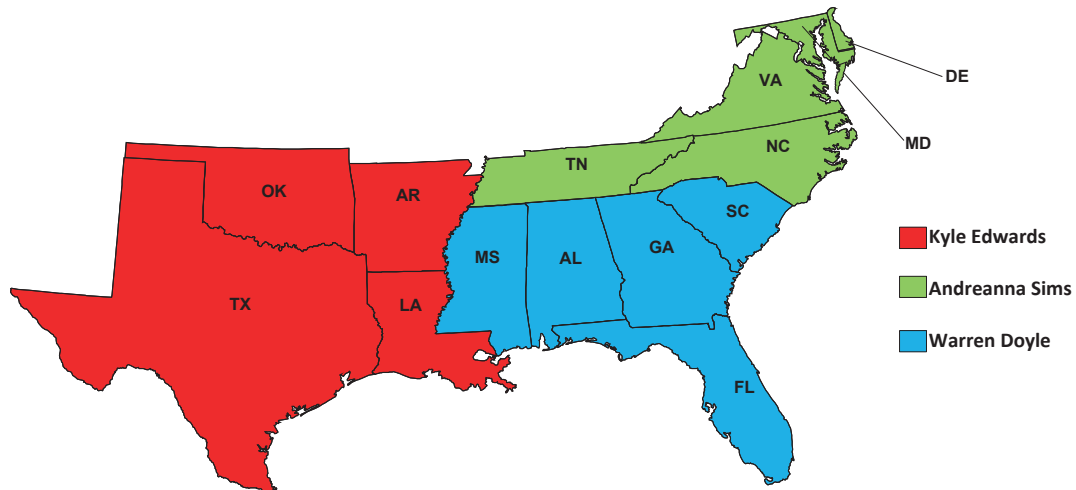 DE
VA
MD
NC
TN
OK
AR
SC
Kyle Edwards
GA
MS
AL
Andreanna Sims
TX
LA
Warren Doyle
FL